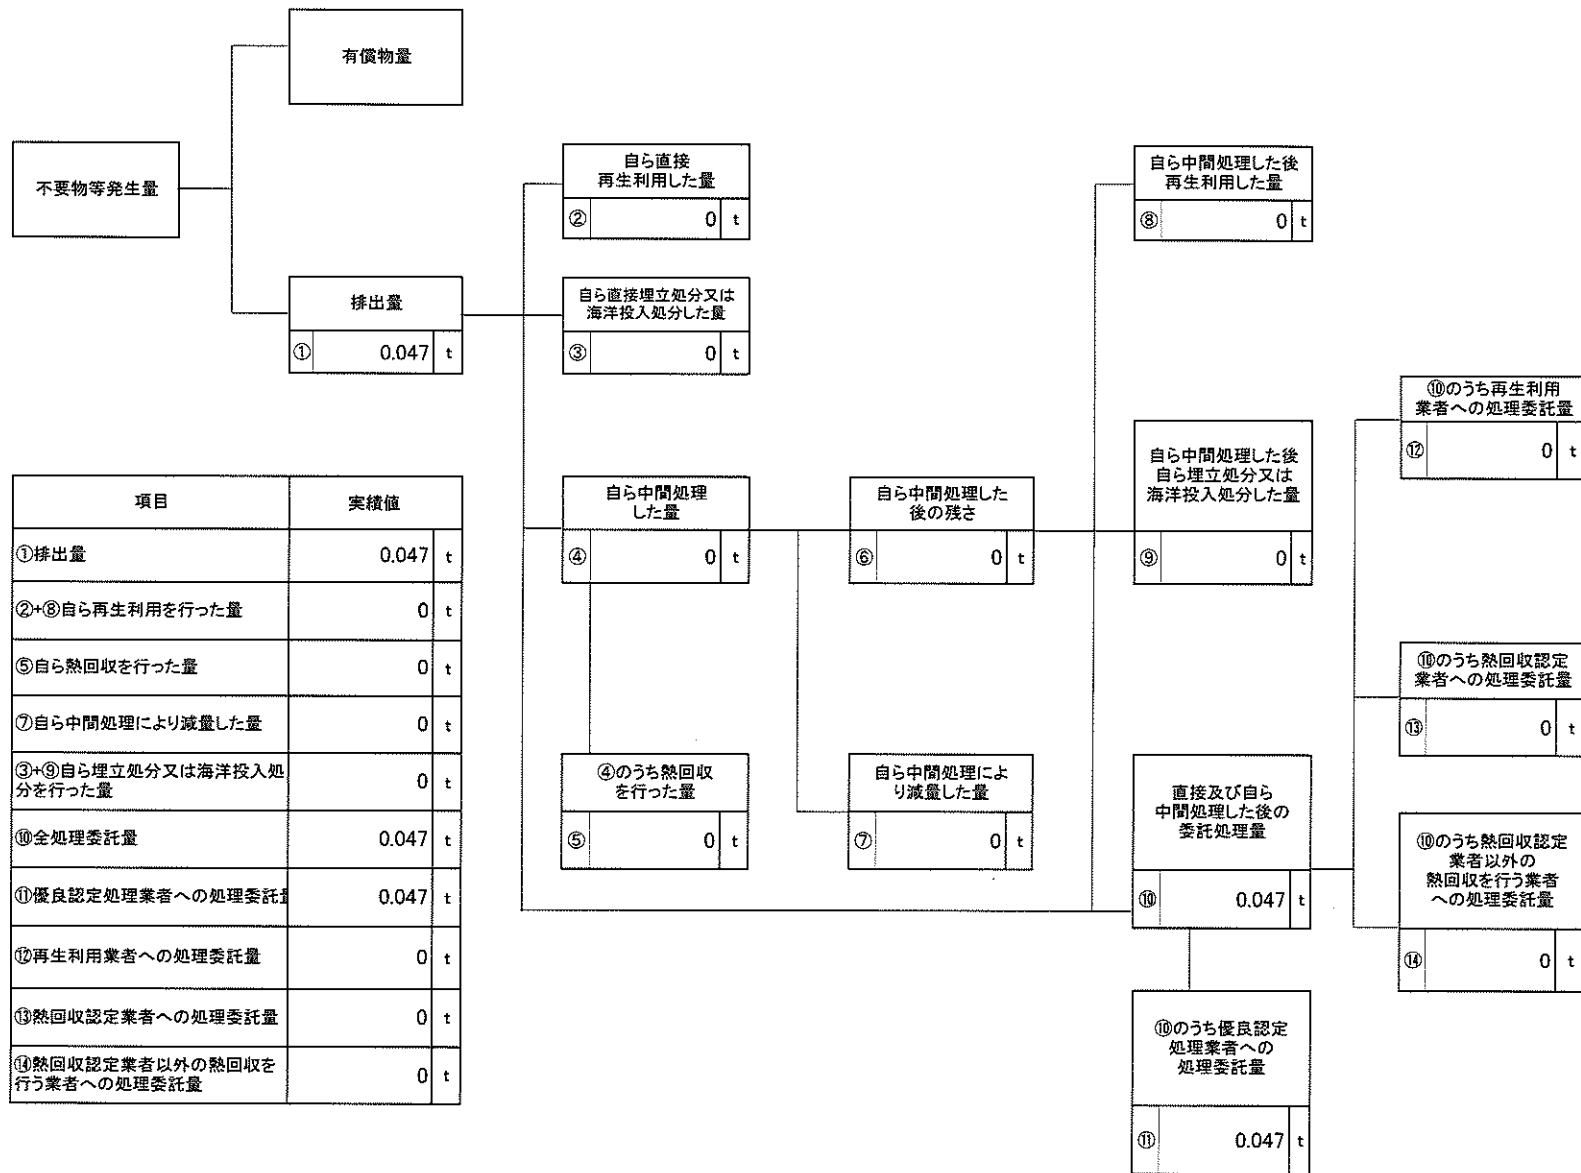 有償物量
不要物等発生量
排出量
① 0.047 t
自ら直接
再生利用した量
② 0 t
自ら直接埋立処分又は
海洋投入処分した量
③ 0 t
自ら中間処理
した量
④ 0 t
④のうち熱回収
を行った量
⑤ 0 t
自ら中間処理した
後の残さ
⑥ 0 t
自ら中間処理によ
り減量した量
⑦ 0 t
自ら中間処理した後
再生利用した量
⑧ 0 t
自ら中間処理した後
自ら埋立処分又は
海洋投入処分した量
⑨ 0 t
直接及び自ら
中間処理した後の
委託処理量
⑩ 0.047 t
⑩のうち優良認定
処理業者への
処理委託量
⑪ 0.047 t
⑩のうち再生利用
業者への処理委託量
⑫ 0 t
⑩のうち熱回収認定
業者への処理委託量
⑬ 0 t
⑩のうち熱回収認定
業者以外の
熱回収を行う業者
への処理委託量
⑭ 0 t
項目 実績値
①排出量 0.047 t
②+⑧自ら再生利用を行った量 0 t
⑤自ら熱回収を行った量 0 t
⑦自ら中間処理により減量した量 0 t
③+⑨自ら埋立処分又は海洋投入処
分を行った量 0 t
⑩全処理委託量 0.047 t
⑪優良認定処理業者への処理委託量 0.047 t
⑫再生利用業者への処理委託量 0 t
⑬熱回収認定業者への処理委託量 0 t
⑭熱回収認定業者以外の熱回収を
行う業者への処理委託量 0 t